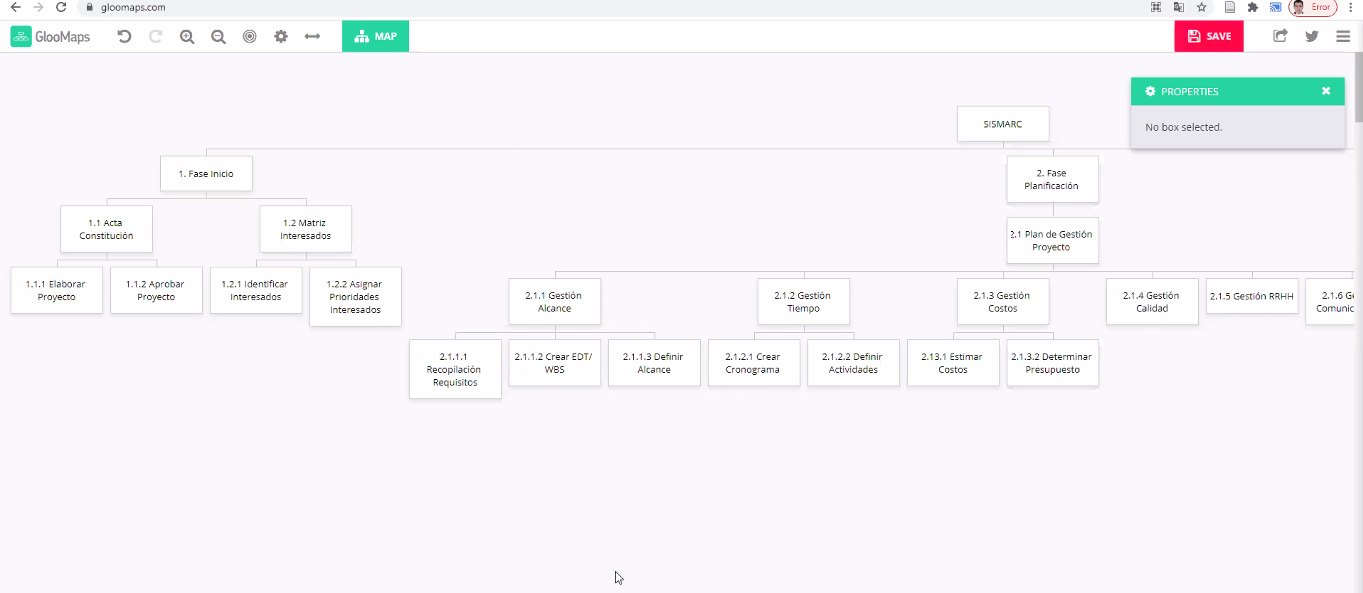 gloomaps.com
Error
GlooMaps
MAP
SAVE
PROPERTIES
No box selected.
SISMARC
1. Fase Inicio
2. Fase
Planificación
1.1 Acta
Constitución
1.2 Matriz
Interesados
2.1 Plan de Gestión
Proyecto
1.1.1 Elaborar
Proyecto
1.1.2 Aprobar
Proyecto
1.2.1 Identificar
Interesados
1.2.2 Asignar
Prioridades
Interesados
2.1.1 Gestión
Alcance
2.1.2 Gestión
Tiempo
2.1.3 Gestión
Costos
2.1.4 Gestión
Calidad
2.1.5 Gestión RRHH
2.1.6 Ge
Comunic
2.1.1.1
Recopilación
Requisitos
2.1.1.2 Crear EDT/
WBS
2.1.1.3 Definir
Alcance
2.1.2.1 Crear
Cronograma
2.1.2.2 Definir
Actividades
2.13.1 Estimar
Costos
2.1.3.2 Determinar
Presupuesto